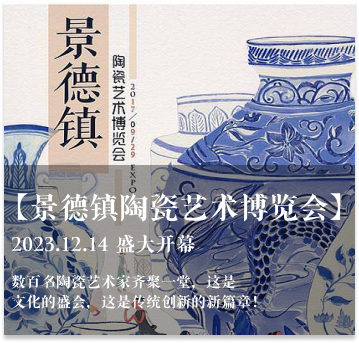 景德镇
陶瓷艺术博览会
2017/09/29 EXPO
【景德镇陶瓷艺术博览会】
2023.12.14 盛大开幕
数百名陶瓷艺术家齐聚一堂，这是
文化的盛会，这是传统创新的新篇章！